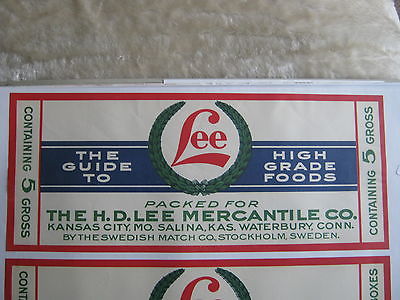 CONTAINING 5 GROSS
Lee
THE GUIDE TO
HIGH GRADE FOODS
PACKED FOR
THE H.D. LEE MERCANTILE CO.
KANSAS CITY, MO. SALINA, KAS. WATERBURY, CONN.
BY THE SWEDISH MATCH CO., STOCKHOLM, SWEDEN.
CONTAINING 5 GROSS
Lee
BOXES